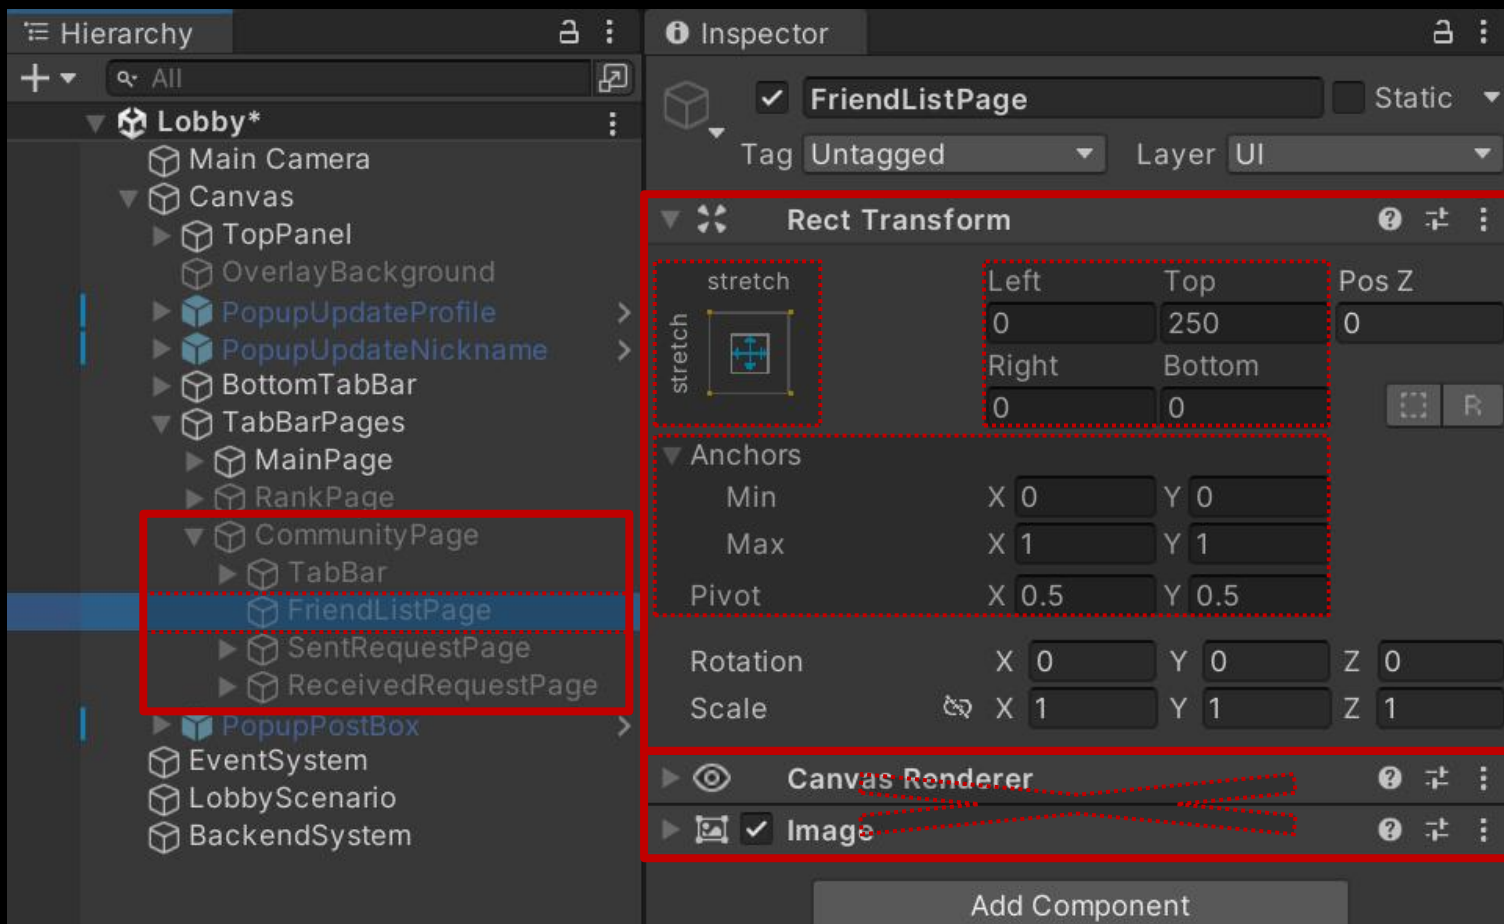 Hierarchy
All
Lobby*
Main Camera
Canvas
TopPanel
OverlayBackground
PopupUpdateProfile
PopupUpdateNickname
BottomTabBar
TabBarPages
MainPage
RankPage
CommunityPage
TabBar
FriendListPage
SentRequestPage
ReceivedRequestPage
PopupPostBox
EventSystem
LobbyScenario
BackendSystem
Inspector
FriendListPage Static
Tag Untagged Layer UI
Rect Transform
stretch
stretch
Left Top Pos Z
0 250 0
Right Bottom
0 0 R
Anchors
Min X 0 Y 0
Max X 1 Y 1
Pivot X 0.5 Y 0.5
Rotation X 0 Y 0 Z 0
Scale X 1 Y 1 Z 1
Canvas Renderer
Image
Add Component